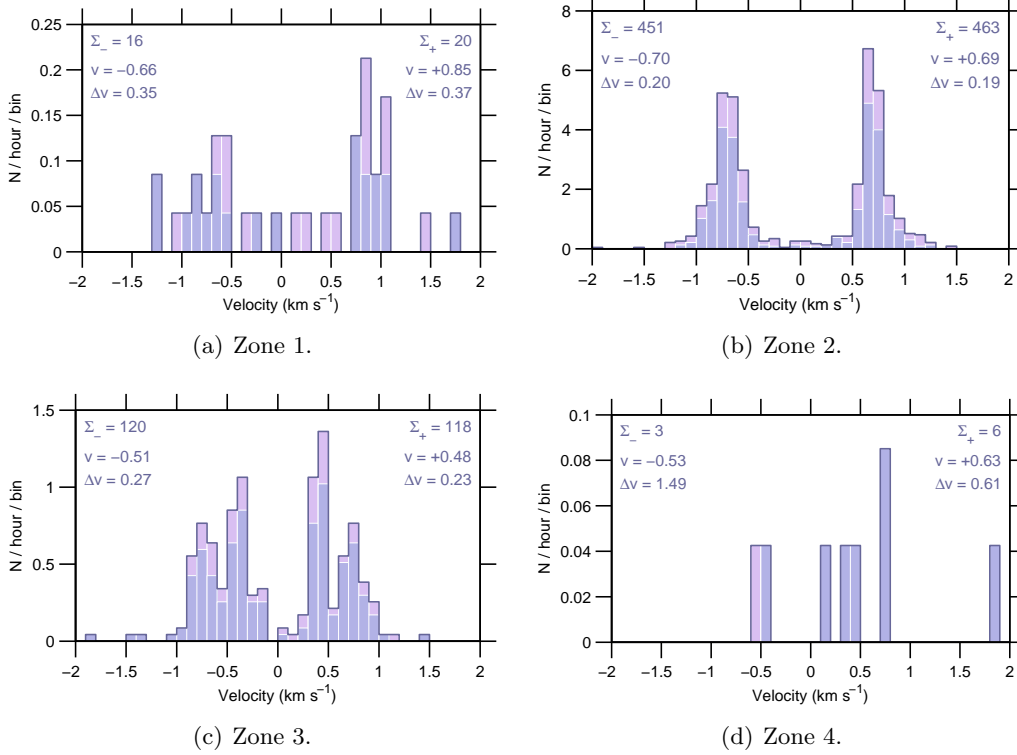 0.25
0.2
0.15
0.1
0.05
0
N / hour / bin
Σ₋ = 16
v = −0.66
Δv = 0.35
Σ₊ = 20
v = +0.85
Δv = 0.37
−2 −1.5 −1 −0.5 0 0.5 1 1.5 2
Velocity (km s⁻¹)
(a) Zone 1.
8
6
4
2
0
N / hour / bin
Σ₋ = 451
v = −0.70
Δv = 0.20
Σ₊ = 463
v = +0.69
Δv = 0.19
−2 −1.5 −1 −0.5 0 0.5 1 1.5 2
Velocity (km s⁻¹)
(b) Zone 2.
1.5
1
0.5
0
N / hour / bin
Σ₋ = 120
v = −0.51
Δv = 0.27
Σ₊ = 118
v = +0.48
Δv = 0.23
−2 −1.5 −1 −0.5 0 0.5 1 1.5 2
Velocity (km s⁻¹)
(c) Zone 3.
0.1
0.08
0.06
0.04
0.02
0
N / hour / bin
Σ₋ = 3
v = −0.53
Δv = 1.49
Σ₊ = 6
v = +0.63
Δv = 0.61
−2 −1.5 −1 −0.5 0 0.5 1 1.5 2
Velocity (km s⁻¹)
(d) Zone 4.